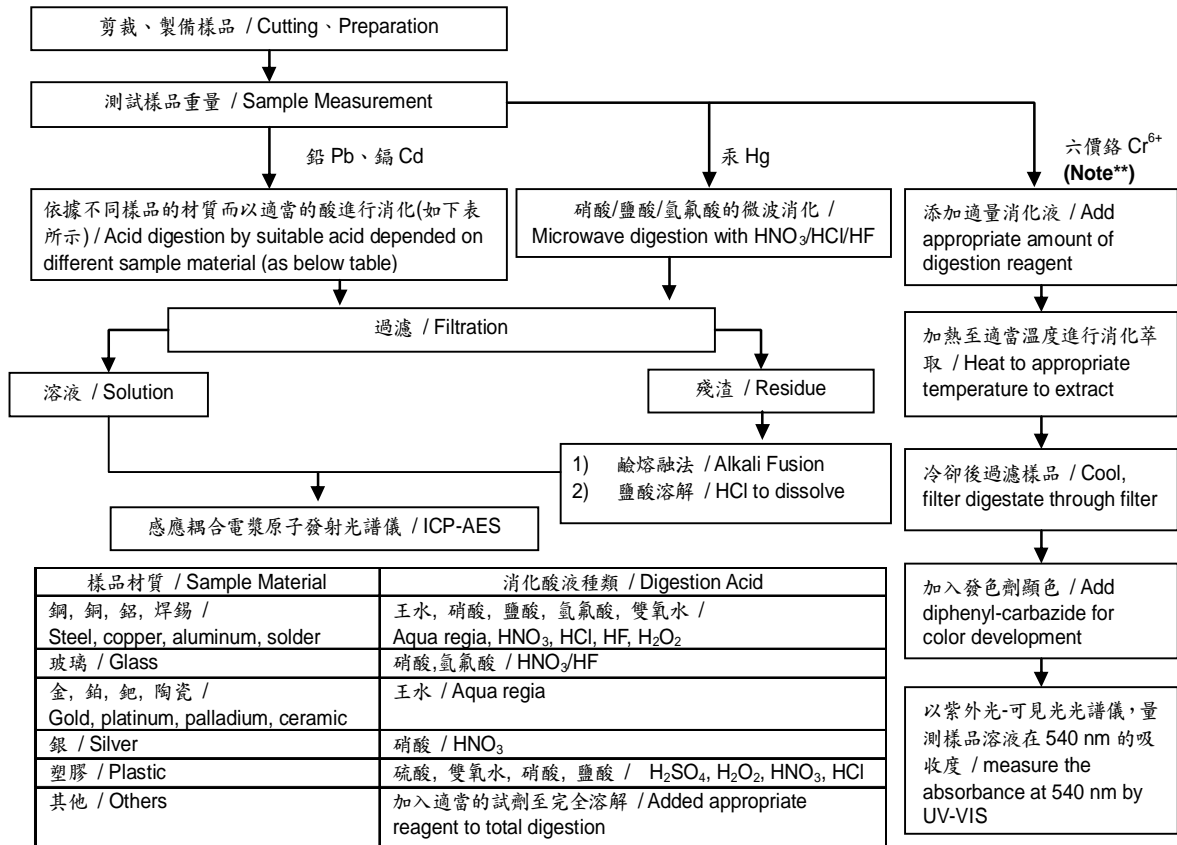 剪裁、製備樣品 / Cutting、Preparation
測試樣品重量 / Sample Measurement
鉛 Pb、鎘 Cd
汞 Hg
六價鉻 Cr⁶⁺
(Note**)
依據不同樣品的材質而以適當的酸進行消化(如下表
所示) / Acid digestion by suitable acid depended on
different sample material (as below table)
硝酸/鹽酸/氫氟酸的微波消化 /
Microwave digestion with HNO₃/HCl/HF
添加適量消化液 / Add
appropriate amount of
digestion reagent
過濾 / Filtration
加熱至適當溫度進行消化萃
取 / Heat to appropriate
temperature to extract
溶液 / Solution
殘渣 / Residue
1) 鹼熔融法 / Alkali Fusion
2) 鹽酸溶解 / HCl to dissolve
冷卻後過濾樣品 / Cool,
filter digestate through filter
感應耦合電漿原子發射光譜儀 / ICP-AES
加入發色劑顯色 / Add
diphenyl-carbazide for
color development
以紫外光-可見光光譜儀，量
測樣品溶液在 540 nm 的吸
收度 / measure the
absorbance at 540 nm by
UV-VIS
樣品材質 / Sample Material 消化酸液種類 / Digestion Acid
鋼, 銅, 鋁, 焊錫 / 王水, 硝酸, 鹽酸, 氫氟酸, 雙氧水 /
Steel, copper, aluminum, solder Aqua regia, HNO₃, HCl, HF, H₂O₂
玻璃 / Glass 硝酸,氫氟酸 / HNO₃/HF
金, 鉑, 鈀, 陶瓷 / 王水 / Aqua regia
Gold, platinum, palladium, ceramic
銀 / Silver 硝酸 / HNO₃
塑膠 / Plastic 硫酸, 雙氧水, 硝酸, 鹽酸 / H₂SO₄, H₂O₂, HNO₃, HCl
其他 / Others 加入適當的試劑至完全溶解 / Added appropriate
reagent to total digestion